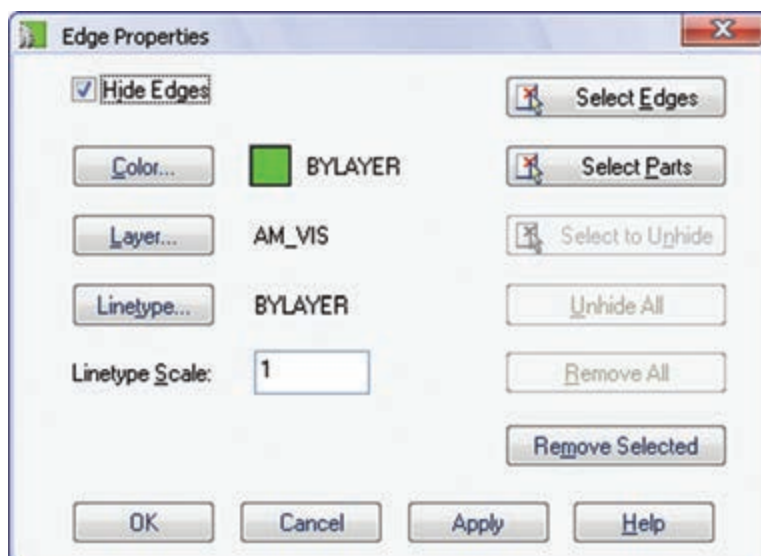 Edge Properties
Hide Edges
Select Edges
Color...
BYLAYER
Select Parts
Layer...
AM_VIS
Select to Unhide
Linetype...
BYLAYER
Unhide All
Linetype Scale:
1
Remove All
Remove Selected
OK
Cancel
Apply
Help